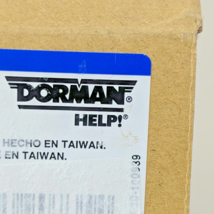 DORMAN®
HELP!®
HECHO EN TAIWAN.
EN TAIWAN.